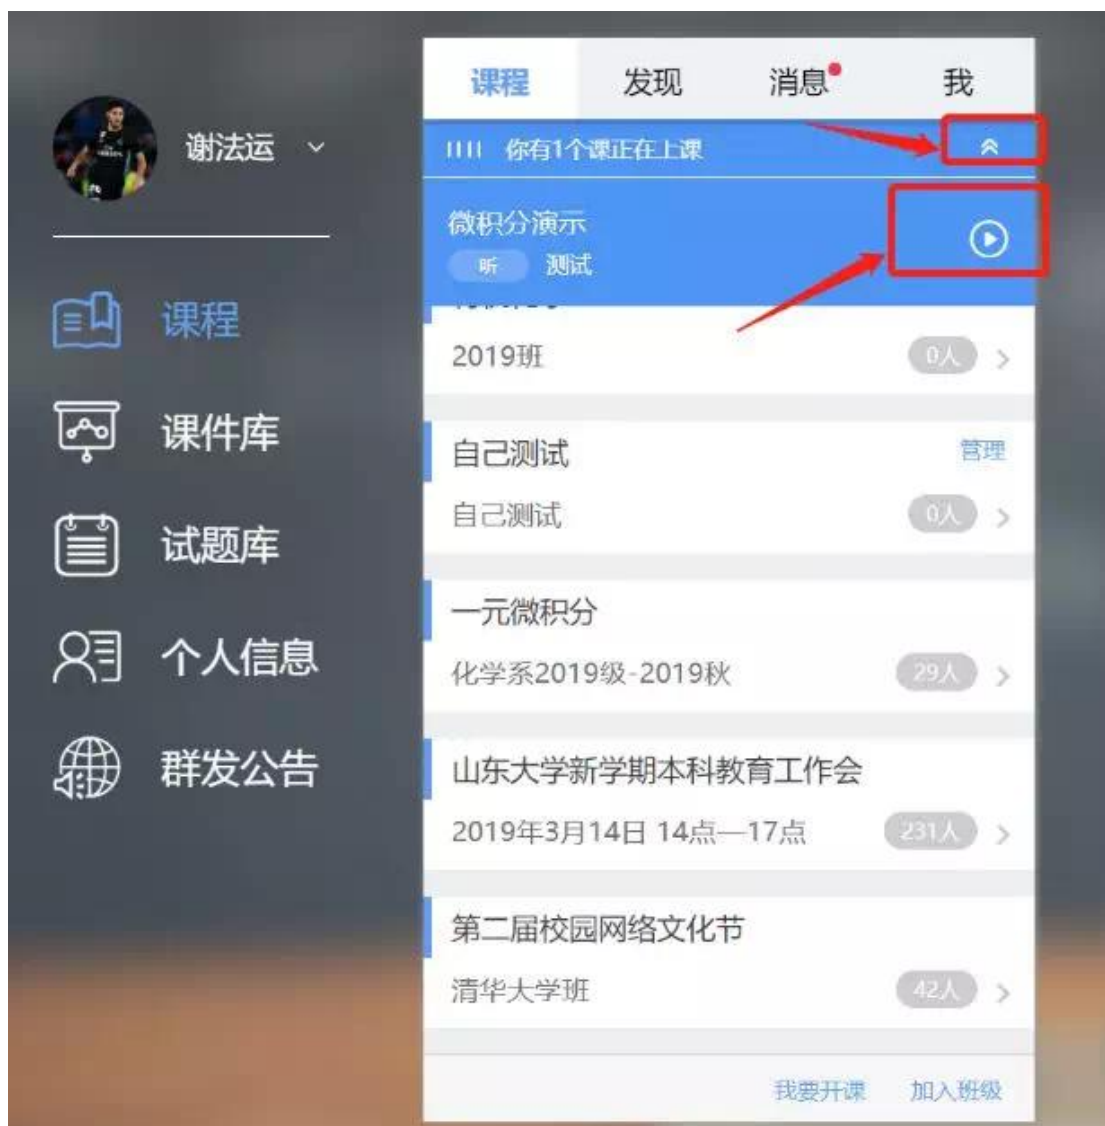 谢法运
课程
课件库
试题库
个人信息
群发公告
课程 发现 消息 我
你有1个课正在上课
微积分演示
听 测试
2019班 0人
自己测试 管理
自己测试 0人
一元微积分
化学系2019级-2019秋 29人
山东大学新学期本科教育工作会
2019年3月14日 14点—17点 231人
第二届校园网络文化节
清华大学班 42人
我要开课 加入班级